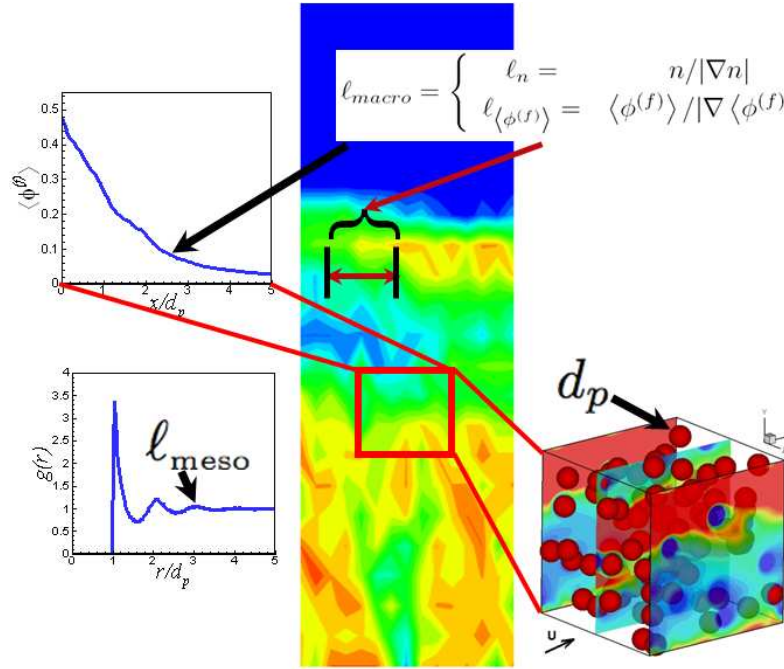 ℓ_macro = { ℓ_n = n/|∇n|
ℓ_⟨ϕ^(f)⟩ = ⟨ϕ^(f)⟩/|∇⟨ϕ^(f)
⟨ϕ^(f)⟩
0.5
0.4
0.3
0.2
0.1
0
0 1 2 3 4 5
x/d_p
g(r)
4
3.5
3
2.5
2
1.5
1
0.5
0
0 1 2 3 4 5
r/d_p
ℓ_meso
d_p
Y
U